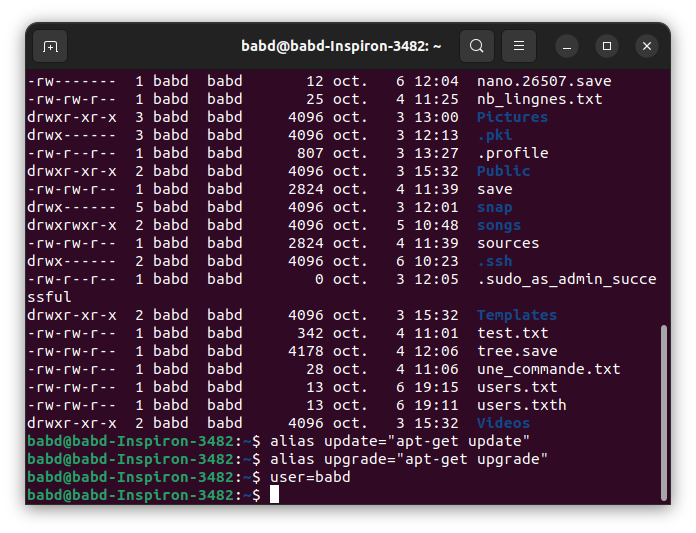 babd@babd-Inspiron-3482: ~
-rw-------  1 babd  babd       12 oct.   6 12:04  nano.26507.save
-rw-rw-r--  1 babd  babd       25 oct.   4 11:25  nb_lingnes.txt
drwxr-xr-x  3 babd  babd     4096 oct.   3 13:00  Pictures
drwx------  3 babd  babd     4096 oct.   3 12:13  .pki
-rw-r--r--  1 babd  babd      807 oct.   3 13:27  .profile
drwxr-xr-x  2 babd  babd     4096 oct.   3 15:32  Public
-rw-rw-r--  1 babd  babd     2824 oct.   4 11:39  save
drwx------  5 babd  babd     4096 oct.   3 12:01  snap
drwxrwxr-x  2 babd  babd     4096 oct.   5 10:48  songs
-rw-rw-r--  1 babd  babd     2824 oct.   4 11:39  sources
drwx------  2 babd  babd     4096 oct.   6 10:23  .ssh
-rw-r--r--  1 babd  babd        0 oct.   3 12:05  .sudo_as_admin_succe
ssful
drwxr-xr-x  2 babd  babd     4096 oct.   3 15:32  Templates
-rw-rw-r--  1 babd  babd      342 oct.   4 11:01  test.txt
-rw-rw-r--  1 babd  babd     4178 oct.   4 12:06  tree.save
-rw-rw-r--  1 babd  babd       28 oct.   4 11:06  une_commande.txt
-rw-rw-r--  1 babd  babd       13 oct.   6 19:15  users.txt
-rw-rw-r--  1 babd  babd       13 oct.   6 19:11  users.txth
drwxr-xr-x  2 babd  babd     4096 oct.   3 15:32  Videos
babd@babd-Inspiron-3482:~$ alias update="apt-get update"
babd@babd-Inspiron-3482:~$ alias upgrade="apt-get upgrade"
babd@babd-Inspiron-3482:~$ user=babd
babd@babd-Inspiron-3482:~$